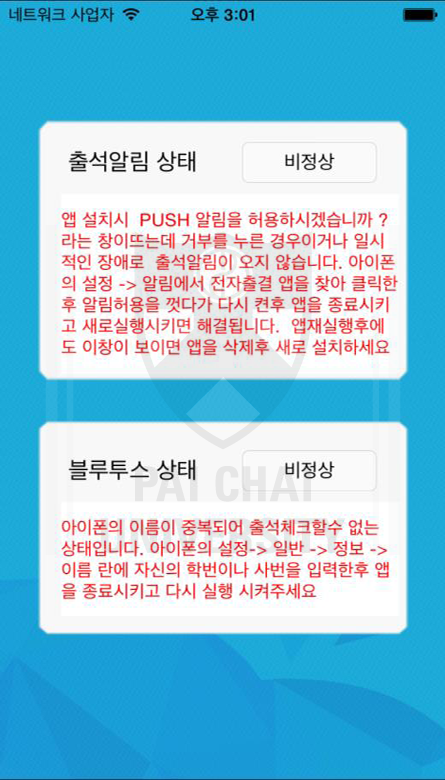 네트워크 사업자 오후 3:01
출석알림 상태 비정상
앱 설치시  PUSH 알림을 허용하시겠습니까 ?
라는 창이뜨는데 거부를 누른 경우이거나 일시
적인 장애로  출석알림이 오지 않습니다. 아이폰
의 설정 -> 알림에서 전자출결 앱을 찾아 클릭한
후 알림허용을 껏다가 다시 켠후 앱을 종료시키
고 새로실행시키면 해결됩니다.  앱재실행후에
도 이창이 보이면 앱을 삭제후 새로 설치하세요
블루투스 상태 비정상
PAI CHAI
UNIVERSITY
아이폰의 이름이 중복되어 출석체크할수 없는
상태입니다. 아이폰의 설정-> 일반 -> 정보 ->
이름 란에 자신의 학번이나 사번을 입력한후 앱
을 종료시키고 다시 실행 시켜주세요